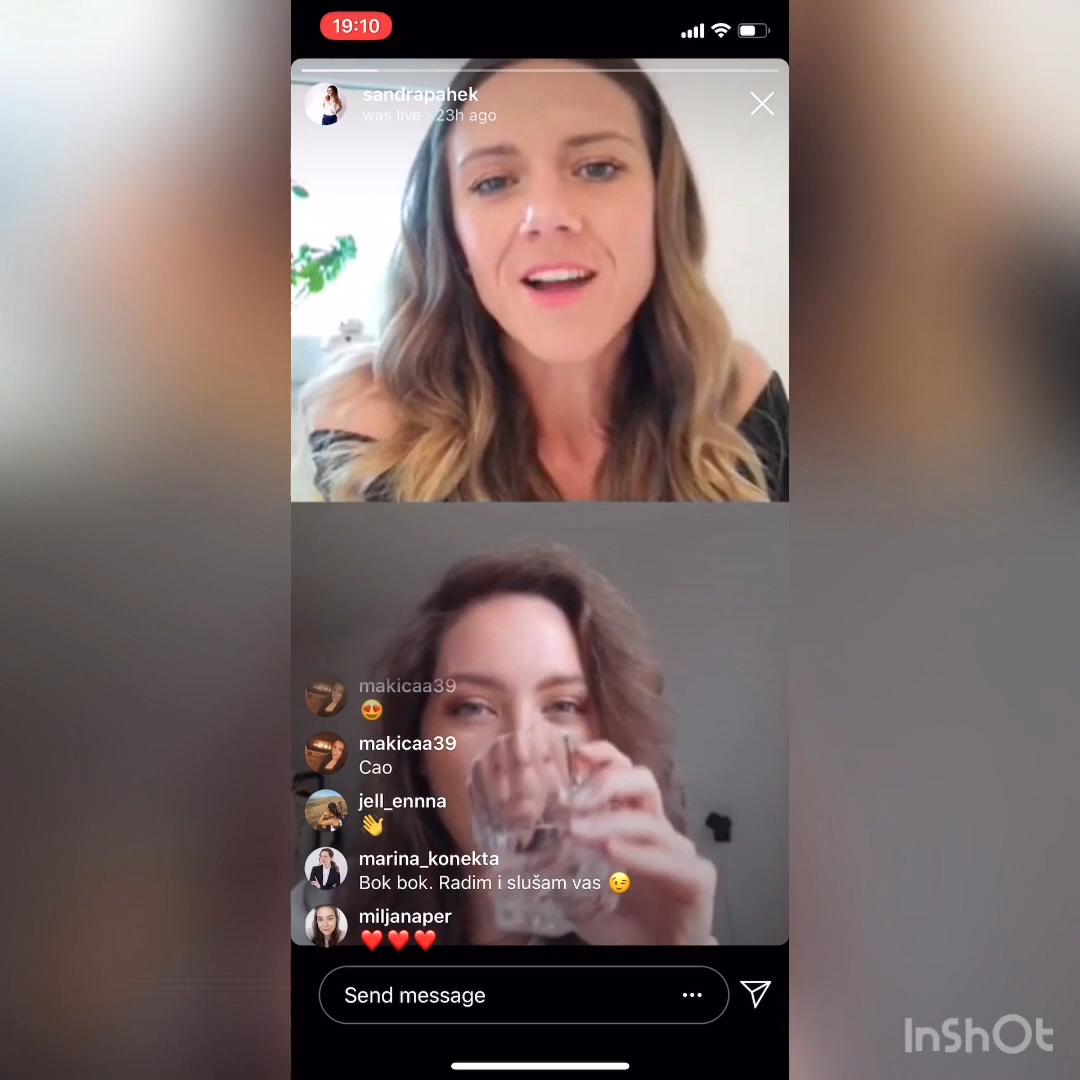 19:10
sandrapahek
was live · 23h ago
makicaa39
😍
makicaa39
Cao
jell_ennna
👋
marina_konekta
Bok bok. Radim i slušam vas 😉
miljanaper
❤️❤️❤️
Send message
InShOt